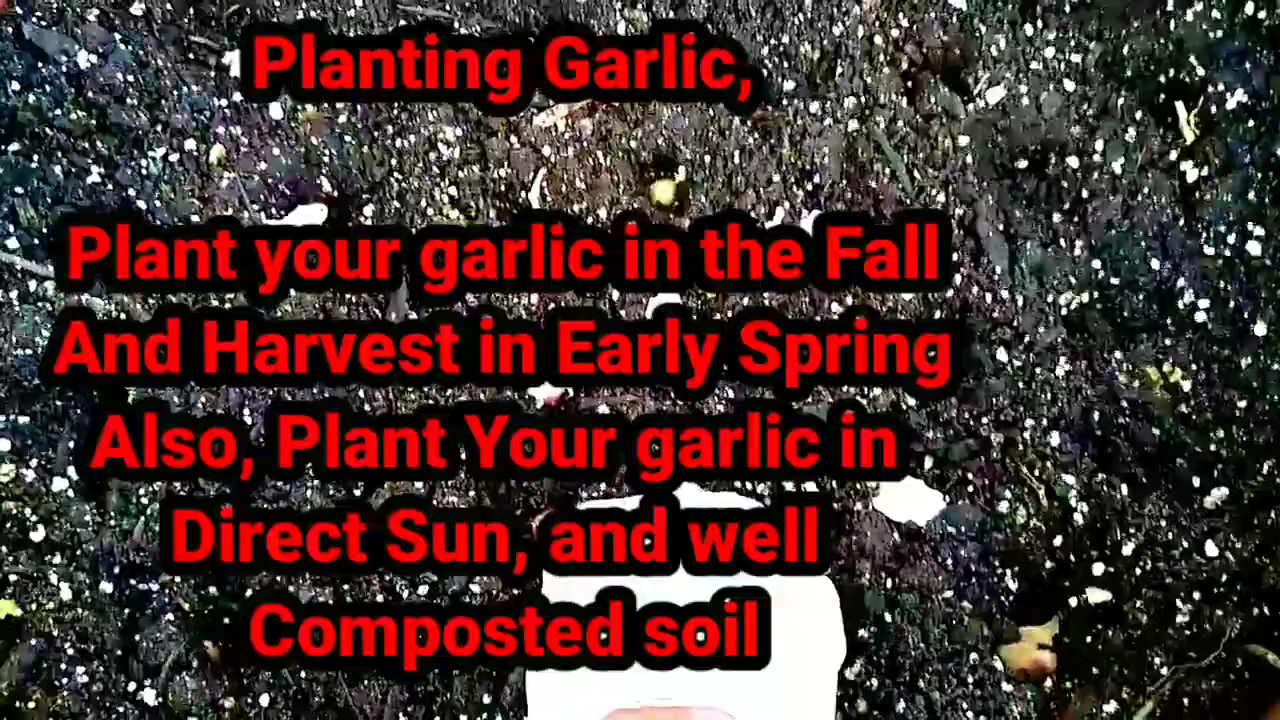 Planting Garlic,
Plant your garlic in the Fall
And Harvest in Early Spring
Also, Plant Your garlic in
Direct Sun, and well
Composted soil